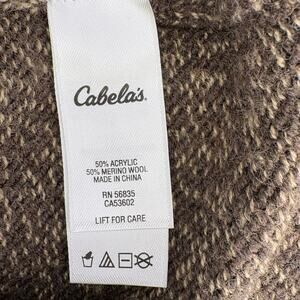 Cabela's.
50% ACRYLIC
50% MERINO WOOL
MADE IN CHINA
RN 56835
CA53602
LIFT FOR CARE